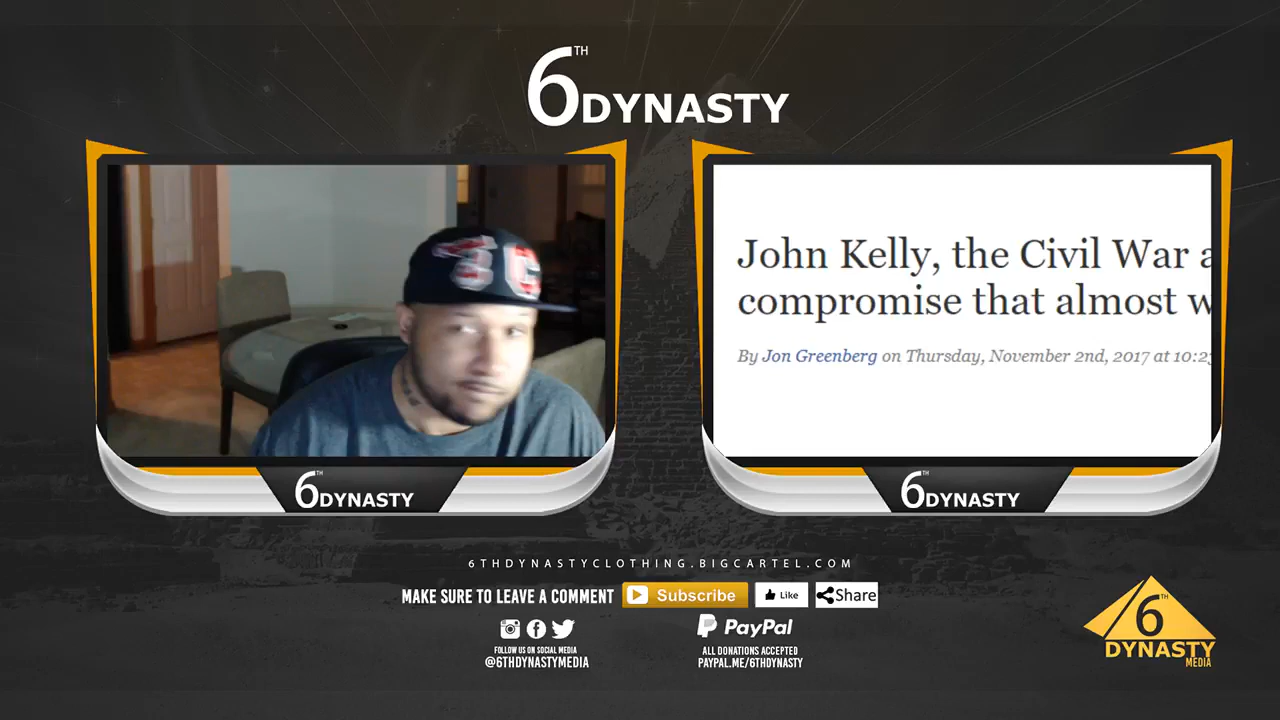 6TH DYNASTY
John Kelly, the Civil War a
compromise that almost w
By Jon Greenberg on Thursday, November 2nd, 2017 at 10:23
6TH DYNASTY
6TH DYNASTY
6THDYNASTYCLOTHING.BIGCARTEL.COM
MAKE SURE TO LEAVE A COMMENT Subscribe Like Share
PayPal
FOLLOW US ON SOCIAL MEDIA
@6THDYNASTYMEDIA
ALL DONATIONS ACCEPTED
PAYPAL.ME/6THDYNASTY
6TH
DYNASTY
MEDIA